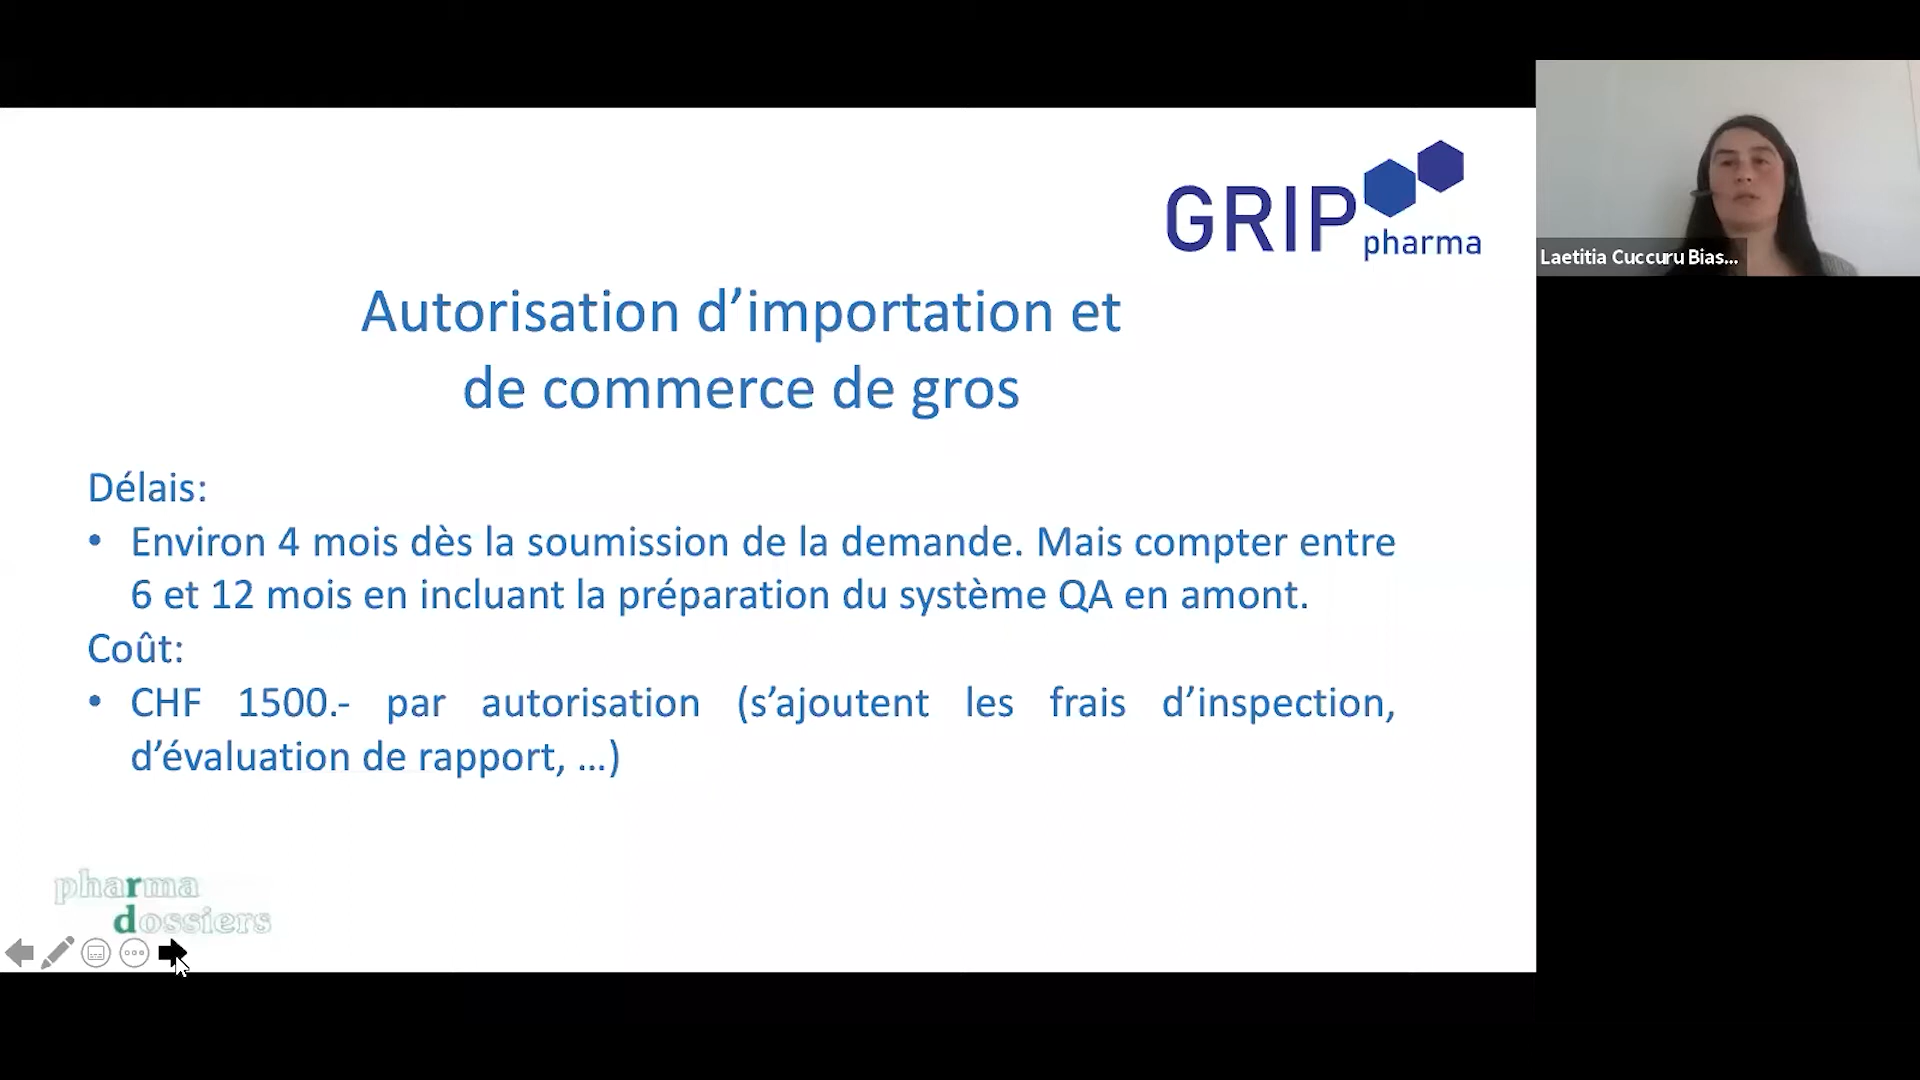 GRIP
pharma
Laetitia Cuccuru Bias...
Autorisation d’importation et
de commerce de gros
Délais:
• Environ 4 mois dès la soumission de la demande. Mais compter entre
6 et 12 mois en incluant la préparation du système QA en amont.
Coût:
• CHF 1500.- par autorisation (s’ajoutent les frais d’inspection,
d’évaluation de rapport, …)
pharma
dossiers